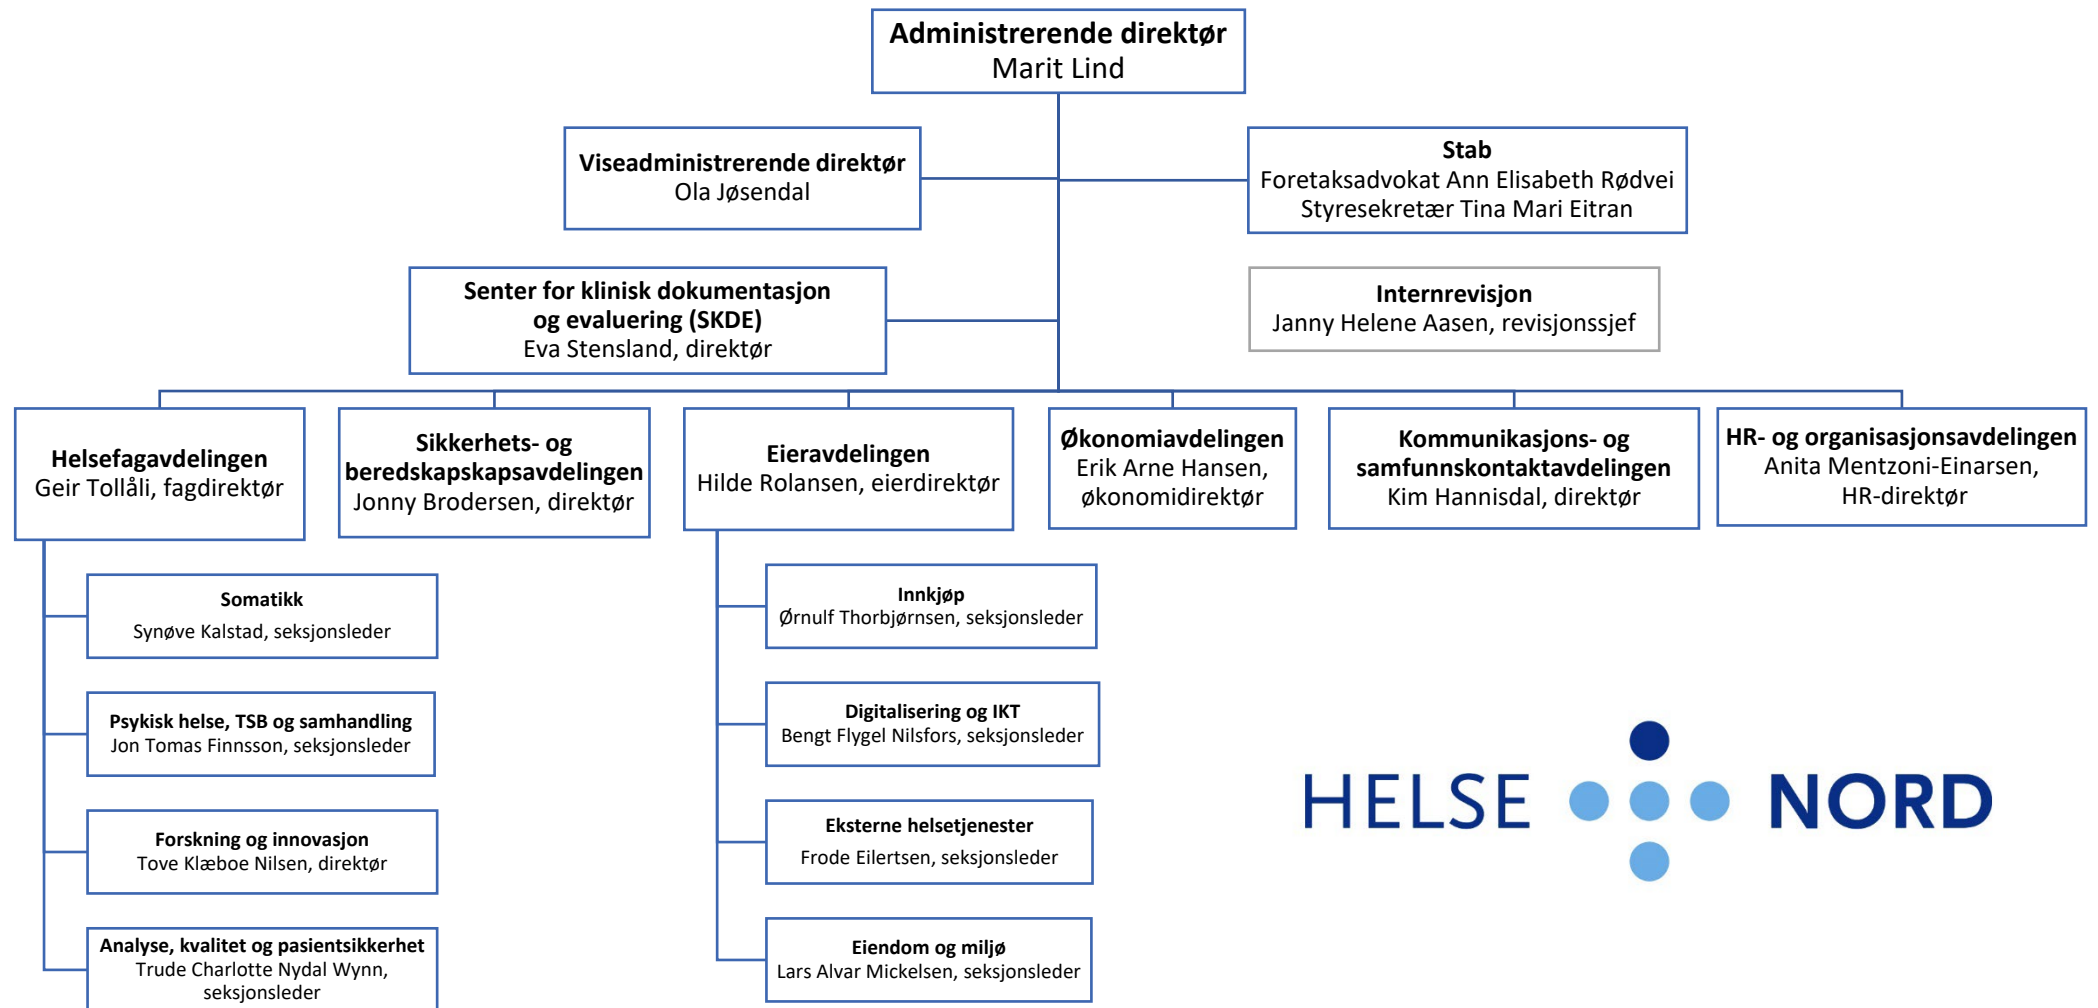 Administrerende direktør
Marit Lind
Viseadministrerende direktør
Ola Jøsendal
Stab
Foretaksadvokat Ann Elisabeth Rødvei
Styresekretær Tina Mari Eitran
Senter for klinisk dokumentasjon
og evaluering (SKDE)
Eva Stensland, direktør
Internrevisjon
Janny Helene Aasen, revisjonssjef
Helsefagavdelingen
Geir Tollåli, fagdirektør
Sikkerhets- og
beredskapskapsavdelingen
Jonny Brodersen, direktør
Eieravdelingen
Hilde Rolansen, eierdirektør
Økonomiavdelingen
Erik Arne Hansen,
økonomidirektør
Kommunikasjons- og
samfunnskontaktavdelingen
Kim Hannisdal, direktør
HR- og organisasjonsavdelingen
Anita Mentzoni-Einarsen,
HR-direktør
Somatikk
Synøve Kalstad, seksjonsleder
Psykisk helse, TSB og samhandling
Jon Tomas Finnsson, seksjonsleder
Forskning og innovasjon
Tove Klæboe Nilsen, direktør
Analyse, kvalitet og pasientsikkerhet
Trude Charlotte Nydal Wynn,
seksjonsleder
Innkjøp
Ørnulf Thorbjørnsen, seksjonsleder
Digitalisering og IKT
Bengt Flygel Nilsfors, seksjonsleder
Eksterne helsetjenester
Frode Eilertsen, seksjonsleder
Eiendom og miljø
Lars Alvar Mickelsen, seksjonsleder
HELSE NORD